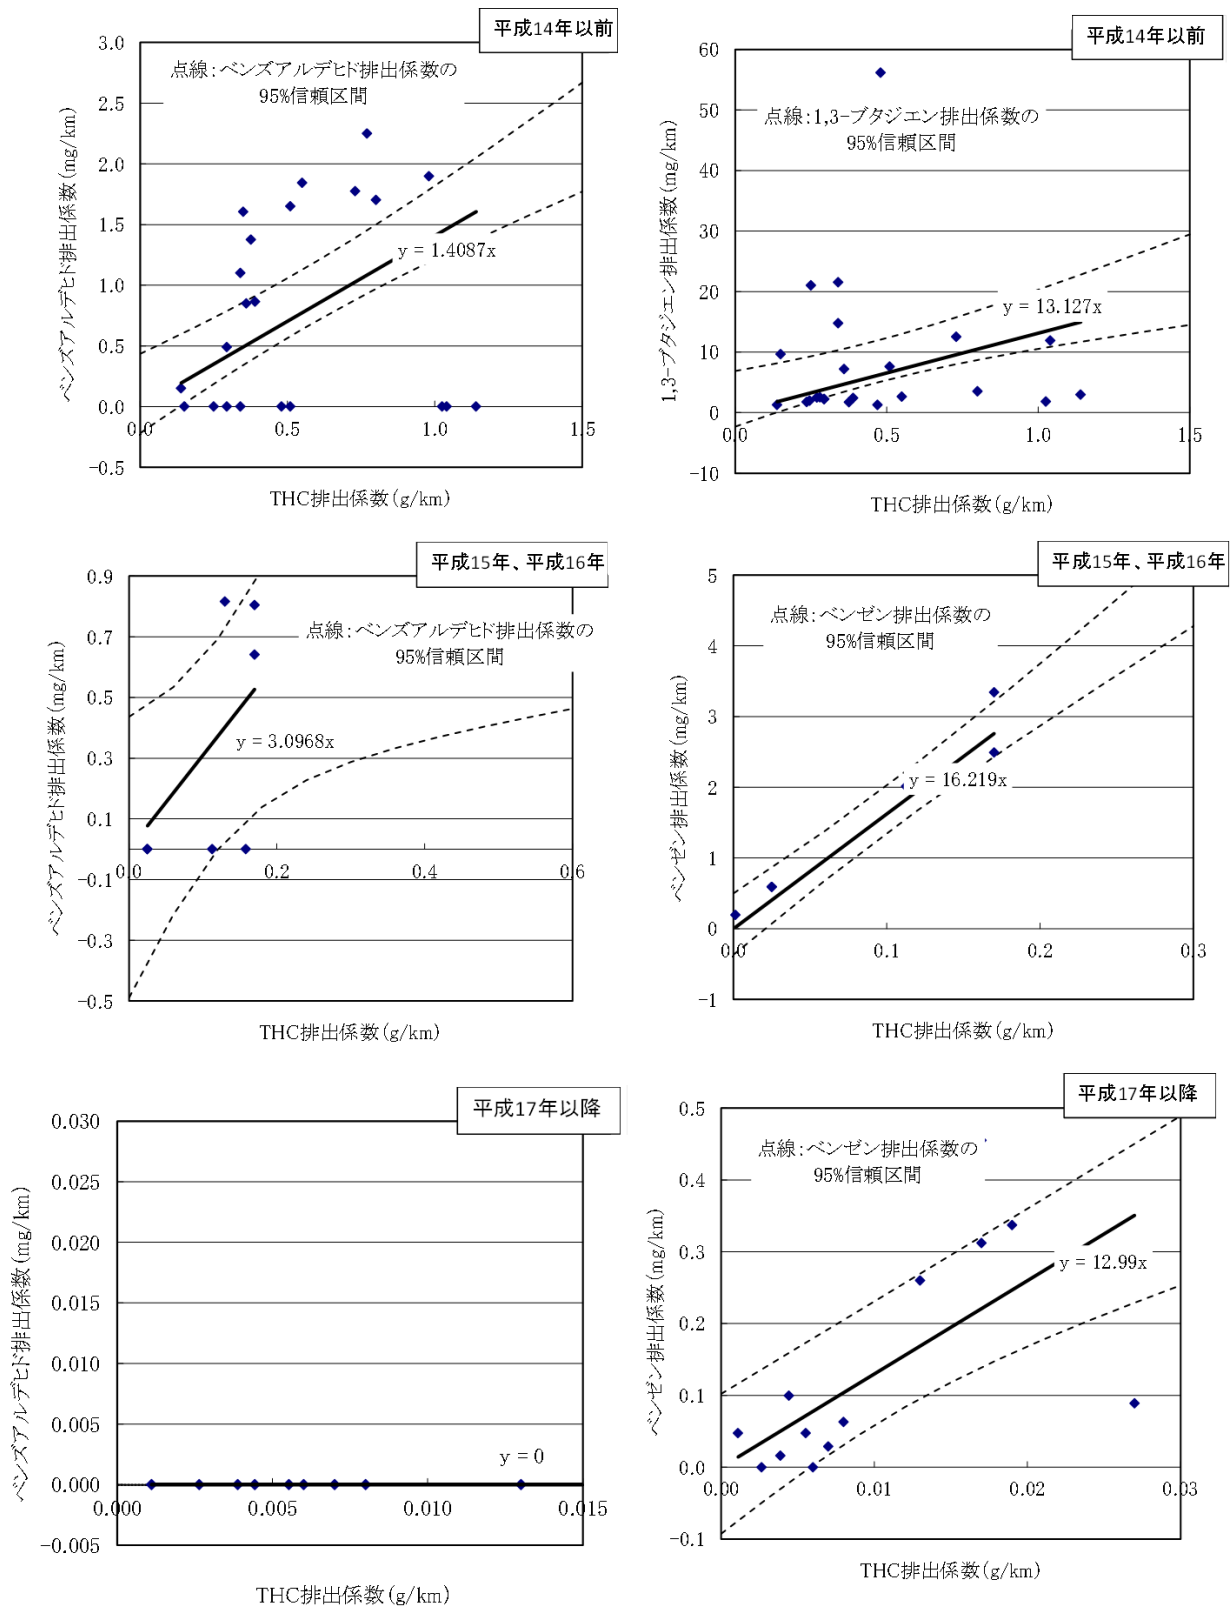 平成14年以前
点線:ベンズアルデヒド排出係数の
95%信頼区間
ベンズアルデヒド排出係数(mg/km)
3.0
2.5
2.0
1.5
1.0
0.5
0.0
-0.5
0.0
0.5
1.0
1.5
y = 1.4087x
THC排出係数(g/km)
平成14年以前
点線:1,3-ブタジエン排出係数の
95%信頼区間
1,3-ブタジエン排出係数(mg/km)
60
50
40
30
20
10
0
-10
0.0
0.5
1.0
1.5
y = 13.127x
THC排出係数(g/km)
平成15年、平成16年
点線:ベンズアルデヒド排出係数の
95%信頼区間
ベンズアルデヒド排出係数(mg/km)
0.9
0.7
0.5
0.3
0.1
-0.1
-0.3
-0.5
0.0
0.2
0.4
0.6
y = 3.0968x
THC排出係数(g/km)
平成15年、平成16年
点線:ベンゼン排出係数の
95%信頼区間
ベンゼン排出係数(mg/km)
5
4
3
2
1
0
-1
0.0
0.1
0.2
0.3
y = 16.219x
THC排出係数(g/km)
平成17年以降
ベンズアルデヒド排出係数(mg/km)
0.030
0.025
0.020
0.015
0.010
0.005
0.000
-0.005
0.000
0.005
0.010
0.015
y = 0
THC排出係数(g/km)
平成17年以降
点線:ベンゼン排出係数の
95%信頼区間
ベンゼン排出係数(mg/km)
0.5
0.4
0.3
0.2
0.1
0.0
-0.1
0.00
0.01
0.02
0.03
y = 12.99x
THC排出係数(g/km)